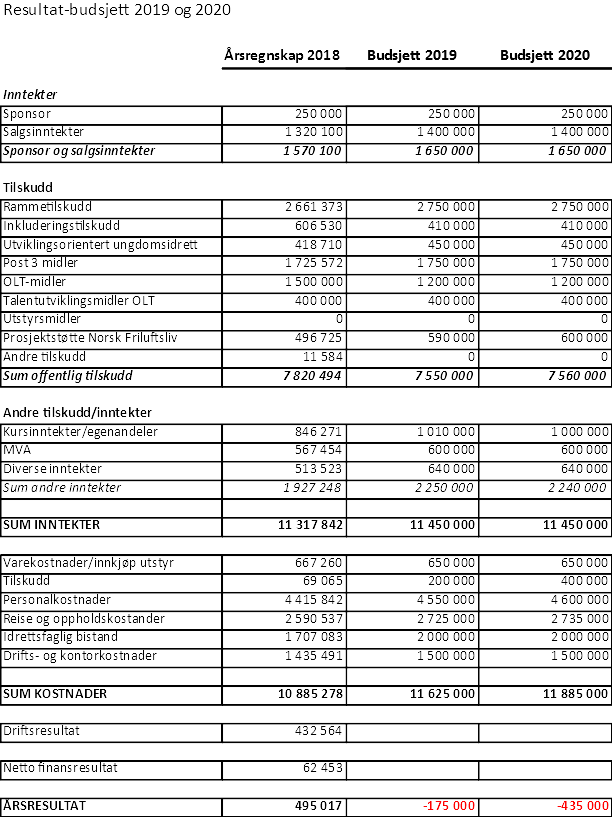 Resultat-budsjett 2019 og 2020
Årsregnskap 2018 Budsjett 2019 Budsjett 2020
Inntekter
Sponsor 250 000 250 000 250 000
Salgsinntekter 1 320 100 1 400 000 1 400 000
Sponsor og salgsinntekter 1 570 100 1 650 000 1 650 000
Tilskudd
Rammetilskudd 2 661 373 2 750 000 2 750 000
Inkluderingstilskudd 606 530 410 000 410 000
Utviklingsorientert ungdomsidrett 418 710 450 000 450 000
Post 3 midler 1 725 572 1 750 000 1 750 000
OLT-midler 1 500 000 1 200 000 1 200 000
Talentutviklingsmidler OLT 400 000 400 000 400 000
Utstyrsmidler 0 0 0
Prosjektstøtte Norsk Friluftsliv 496 725 590 000 600 000
Andre tilskudd 11 584 0 0
Sum offentlig tilskudd 7 820 494 7 550 000 7 560 000
Andre tilskudd/inntekter
Kursinntekter/egenandeler 846 271 1 010 000 1 000 000
MVA 567 454 600 000 600 000
Diverse inntekter 513 523 640 000 640 000
Sum andre inntekter 1 927 248 2 250 000 2 240 000
SUM INNTEKTER 11 317 842 11 450 000 11 450 000
Varekostnader/innkjøp utstyr 667 260 650 000 650 000
Tilskudd 69 065 200 000 400 000
Personalkostnader 4 415 842 4 550 000 4 600 000
Reise og oppholdskostander 2 590 537 2 725 000 2 735 000
Idrettsfaglig bistand 1 707 083 2 000 000 2 000 000
Drifts- og kontorkostnader 1 435 491 1 500 000 1 500 000
SUM KOSTNADER 10 885 278 11 625 000 11 885 000
Driftsresultat 432 564
Netto finansresultat 62 453
ÅRSRESULTAT 495 017 -175 000 -435 000